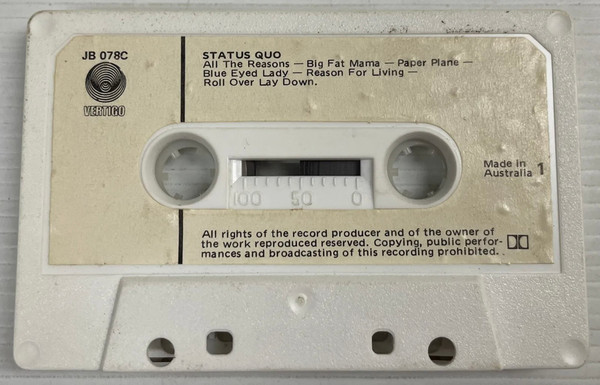 JB 078C
VERTIGO
STATUS QUO
All The Reasons — Big Fat Mama — Paper Plane —
Blue Eyed Lady — Reason For Living —
Roll Over Lay Down.
100 50 0
Made in
Australia 1
All rights of the record producer and of the owner of
the work reproduced reserved. Copying, public perfor-
mances and broadcasting of this recording prohibited.